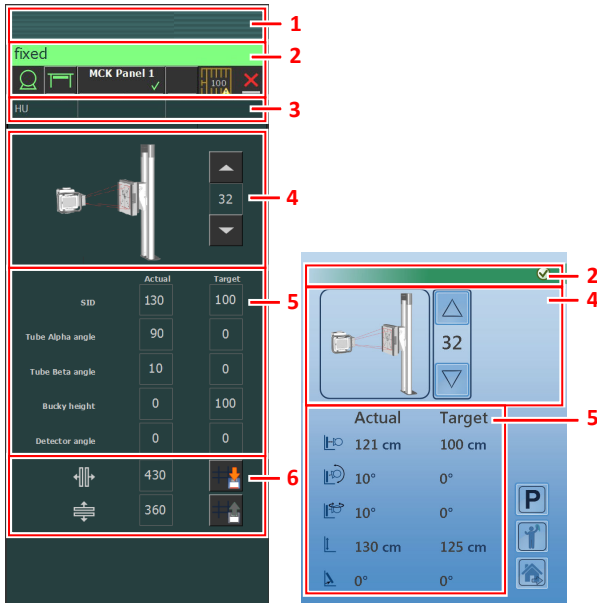 1
fixed
2
MCK Panel 1
100
A
HU
3
32
4
Actual Target
SID 130 100
5
Tube Alpha angle 90 0
Tube Beta angle 10 0
Bucky height 0 100
Detector angle 0 0
430
6
360
2
4
32
Actual Target
5
121 cm 100 cm
10° 0°
10° 0°
P
130 cm 125 cm
0° 0°